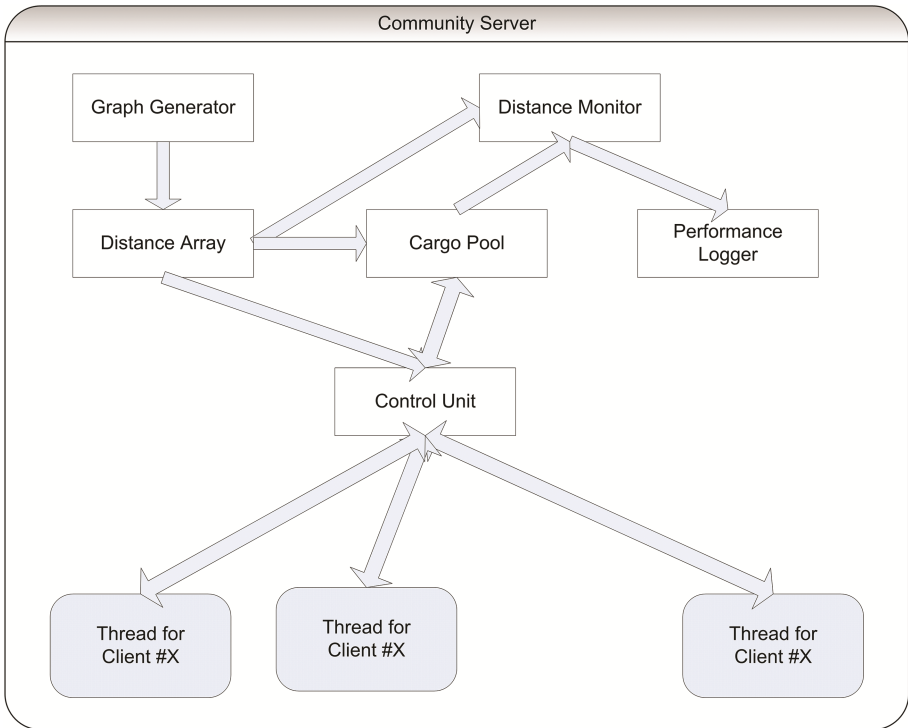 Community Server
Graph Generator
Distance Monitor
Distance Array
Cargo Pool
Performance
Logger
Control Unit
Thread for
Client #X
Thread for
Client #X
Thread for
Client #X